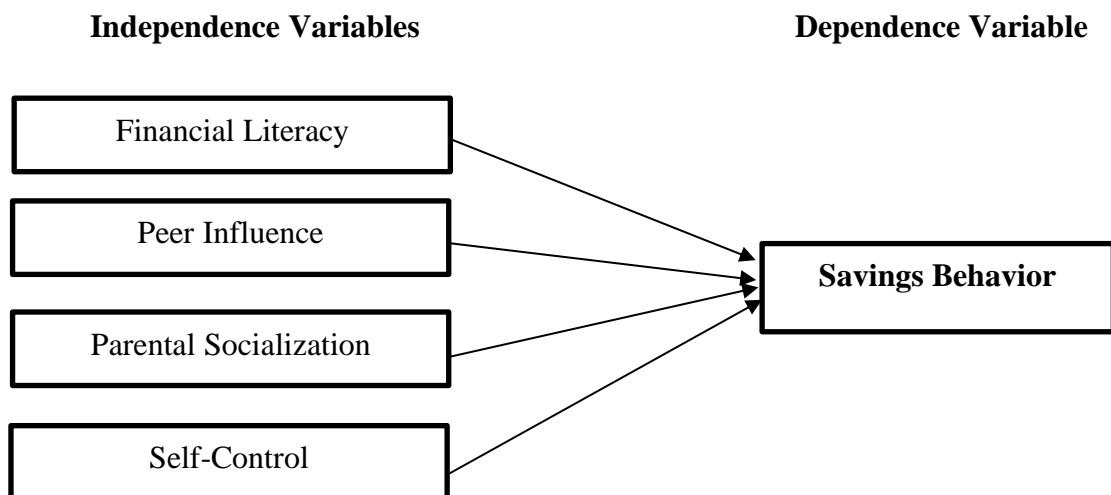 Independence Variables
Dependence Variable
Financial Literacy
Peer Influence
Savings Behavior
Parental Socialization
Self-Control